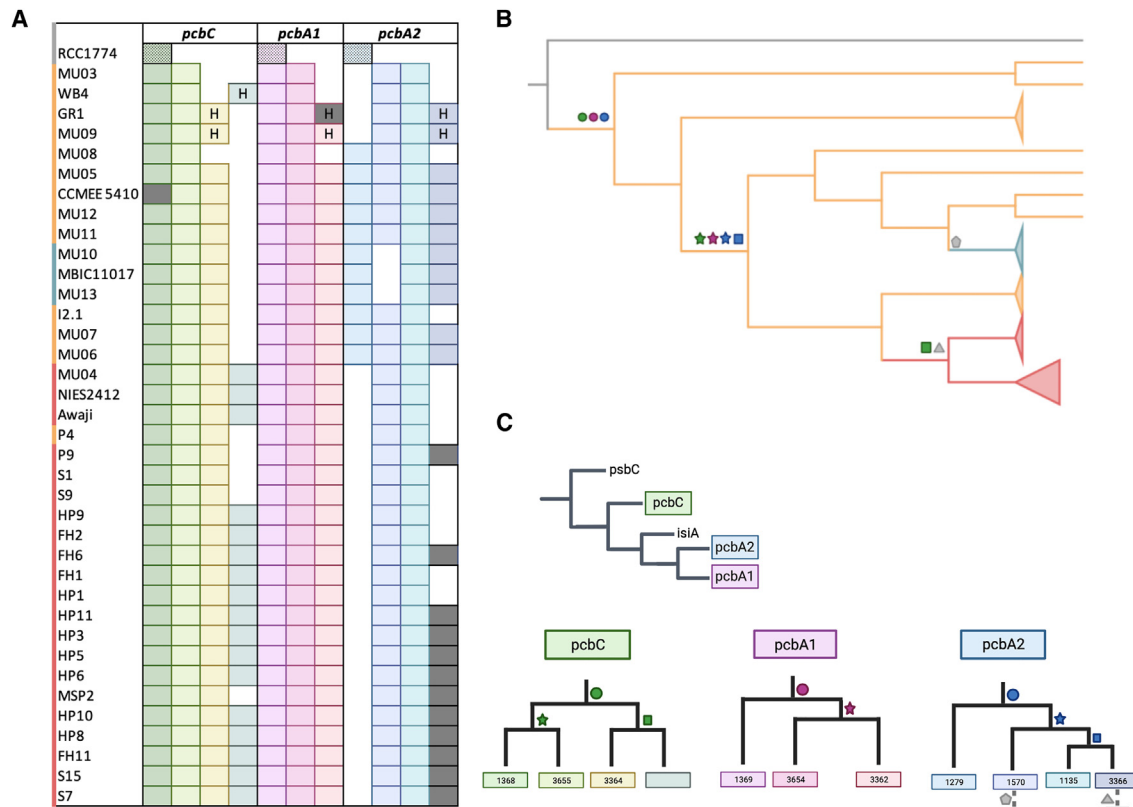 A
pcbC pcbA1 pcbA2
RCC1774
MU03
WB4 H
GR1 H H H
MU09 H H H
MU08
MU05
CCMEE 5410
MU12
MU11
MU10
MBIC11017
MU13
I2.1
MU07
MU06
MU04
NIES2412
Awaji
P4
P9
S1
S9
HP9
FH2
FH6
FH1
HP1
HP11
HP3
HP5
HP6
MSP2
HP10
HP8
FH11
S15
S7
B
C
psbC
pcbC
isiA
pcbA2
pcbA1
pcbC pcbA1 pcbA2
1368 3655 3364 1369 3654 3362 1279 1570 1135 3366